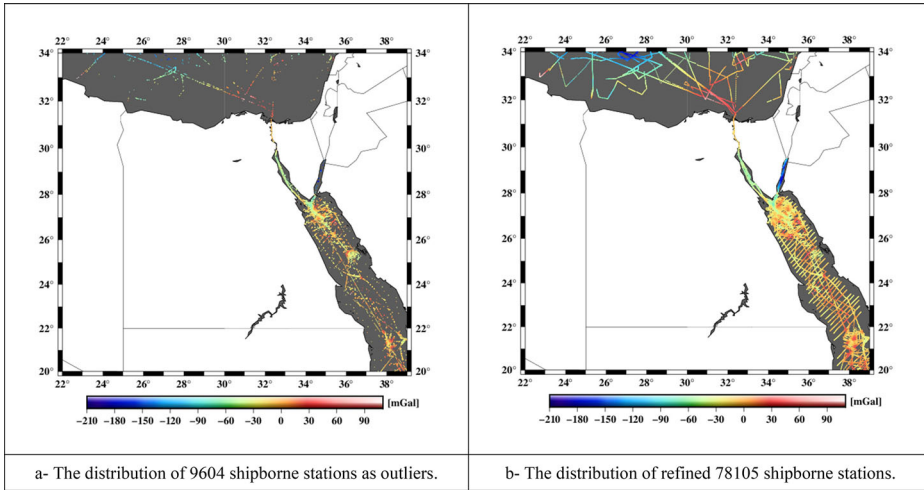 22° 24° 26° 28° 30° 32° 34° 36° 38°
34° 34°
32° 32°
30° 30°
28° 28°
26° 26°
24° 24°
22° 22°
20° 20°
22° 24° 26° 28° 30° 32° 34° 36° 38°
[mGal]
−210 −180 −150 −120 −90 −60 −30 0 30 60 90
a- The distribution of 9604 shipborne stations as outliers.
22° 24° 26° 28° 30° 32° 34° 36° 38°
34° 34°
32° 32°
30° 30°
28° 28°
26° 26°
24° 24°
22° 22°
20° 20°
22° 24° 26° 28° 30° 32° 34° 36° 38°
[mGal]
−210 −180 −150 −120 −90 −60 −30 0 30 60 90
b- The distribution of refined 78105 shipborne stations.